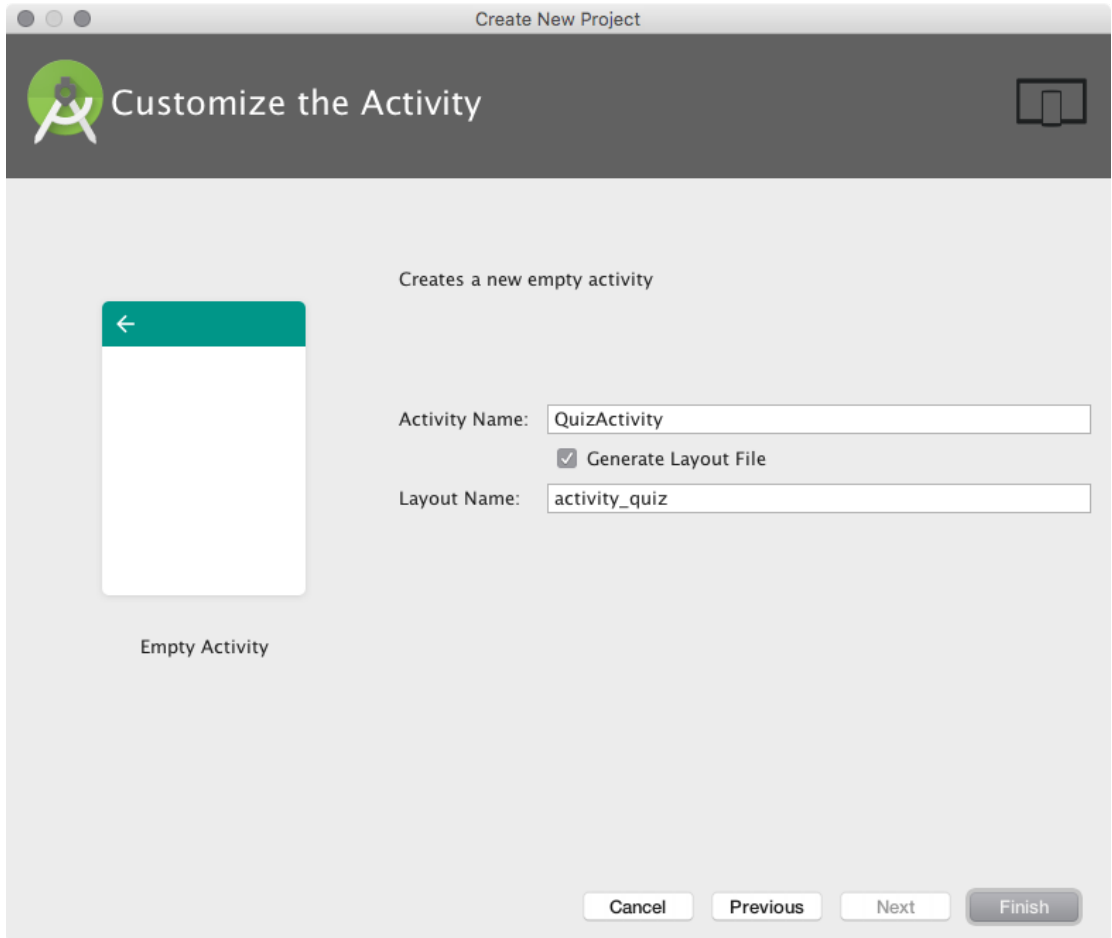 Create New Project
Customize the Activity
Creates a new empty activity
Activity Name: QuizActivity
Generate Layout File
Layout Name: activity_quiz
Empty Activity
Cancel Previous Next Finish